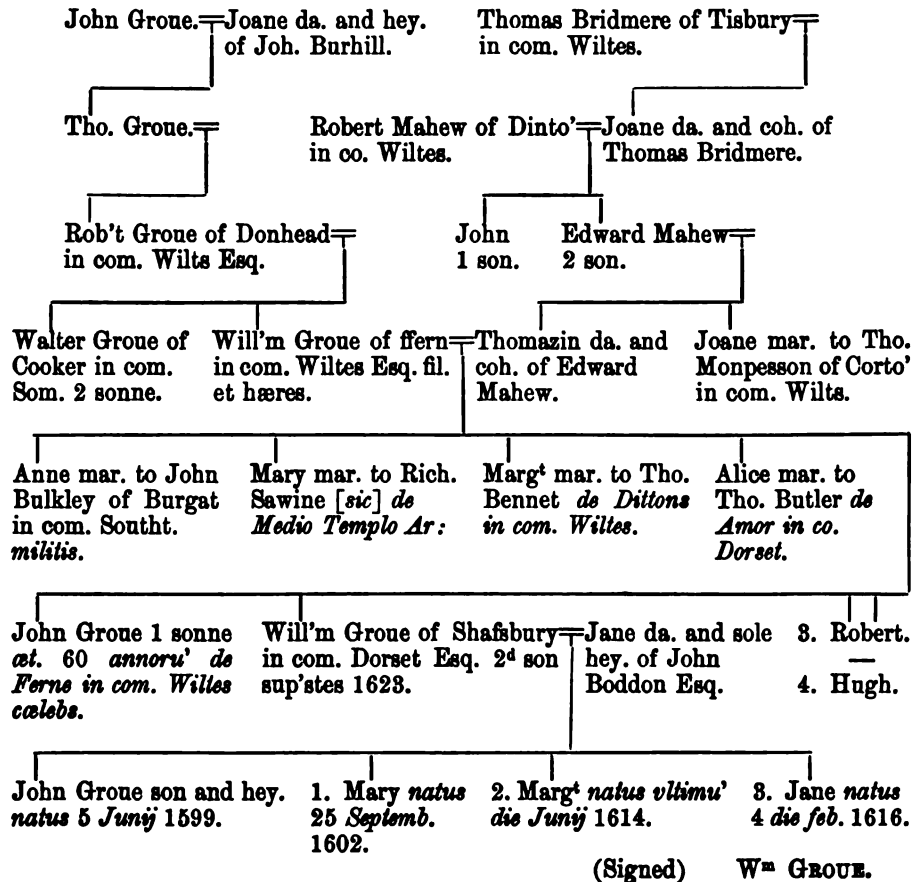 John Groue.
Joane da. and hey.
of Joh. Burhill.
Thomas Bridmere of Tisbury
in com. Wiltes.
Tho. Groue.
Robert Mahew of Dinto'
in co. Wiltes.
Joane da. and coh. of
Thomas Bridmere.
Rob't Groue of Donhead
in com. Wilts Esq.
John
1 son.
Edward Mahew
2 son.
Walter Groue of
Cooker in com.
Som. 2 sonne.
Will'm Groue of ffern
in com. Wiltes Esq. fil.
et hæres.
Thomazin da. and
coh. of Edward
Mahew.
Joane mar. to Tho.
Monpesson of Corto'
in com. Wilts.
Anne mar. to John
Bulkley of Burgat
in com. Southt.
militis.
Mary mar. to Rich.
Sawine [sic] de
Medio Templo Ar:
Margᵗ mar. to Tho.
Bennet de Dittons
in com. Wiltes.
Alice mar. to
Tho. Butler de
Amor in co.
Dorset.
John Groue 1 sonne
æt. 60 annoru' de
Ferne in com. Wiltes
cælebs.
Will'm Groue of Shafsbury
in com. Dorset Esq. 2ᵈ son
sup'stes 1623.
Jane da. and sole
hey. of John
Boddon Esq.
3. Robert.
—
4. Hugh.
John Groue son and hey.
natus 5 Junij 1599.
1. Mary natus
25 Septemb.
1602.
2. Margᵗ natus vltimu'
die Junij 1614.
3. Jane natus
4 die feb. 1616.
(Signed) Wᵐ GROUE.